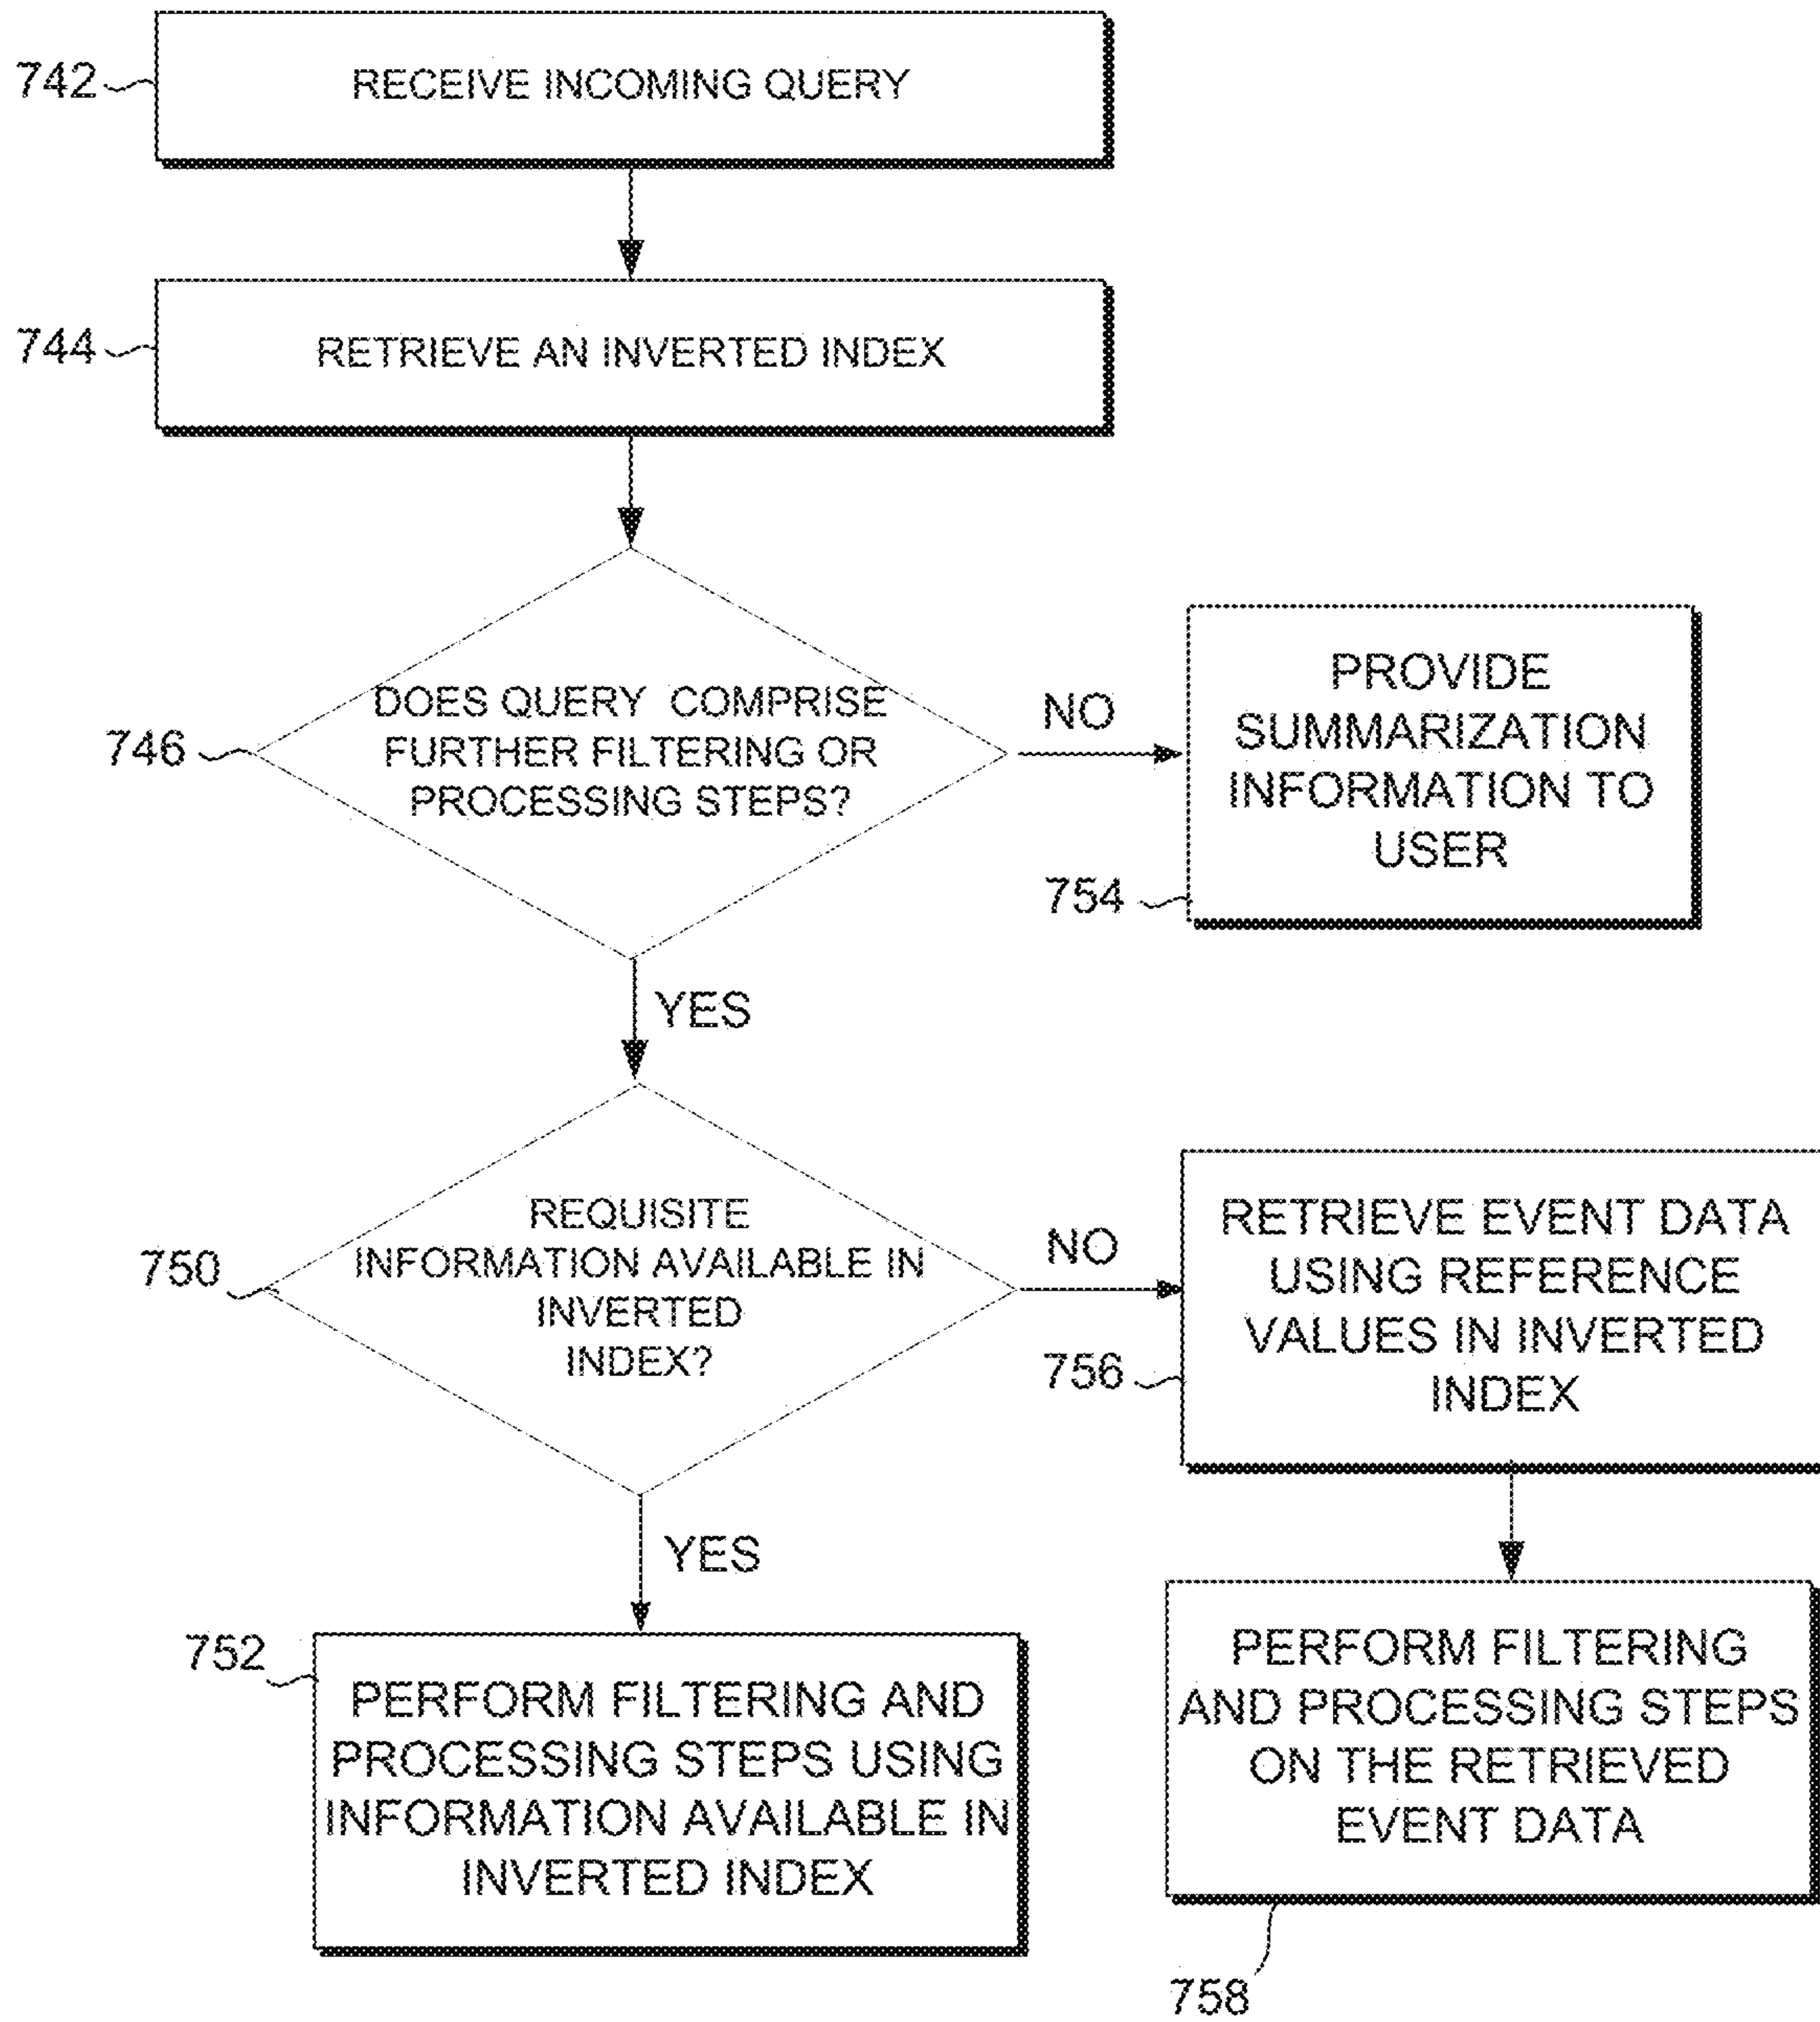 742
RECEIVE INCOMING QUERY
744
RETRIEVE AN INVERTED INDEX
746
DOES QUERY COMPRISE
FURTHER FILTERING OR
PROCESSING STEPS?
NO
PROVIDE
SUMMARIZATION
INFORMATION TO
USER
754
YES
750
REQUISITE
INFORMATION AVAILABLE IN
INVERTED
INDEX?
NO
RETRIEVE EVENT DATA
USING REFERENCE
VALUES IN INVERTED
INDEX
756
YES
752
PERFORM FILTERING AND
PROCESSING STEPS USING
INFORMATION AVAILABLE IN
INVERTED INDEX
PERFORM FILTERING
AND PROCESSING STEPS
ON THE RETRIEVED
EVENT DATA
758